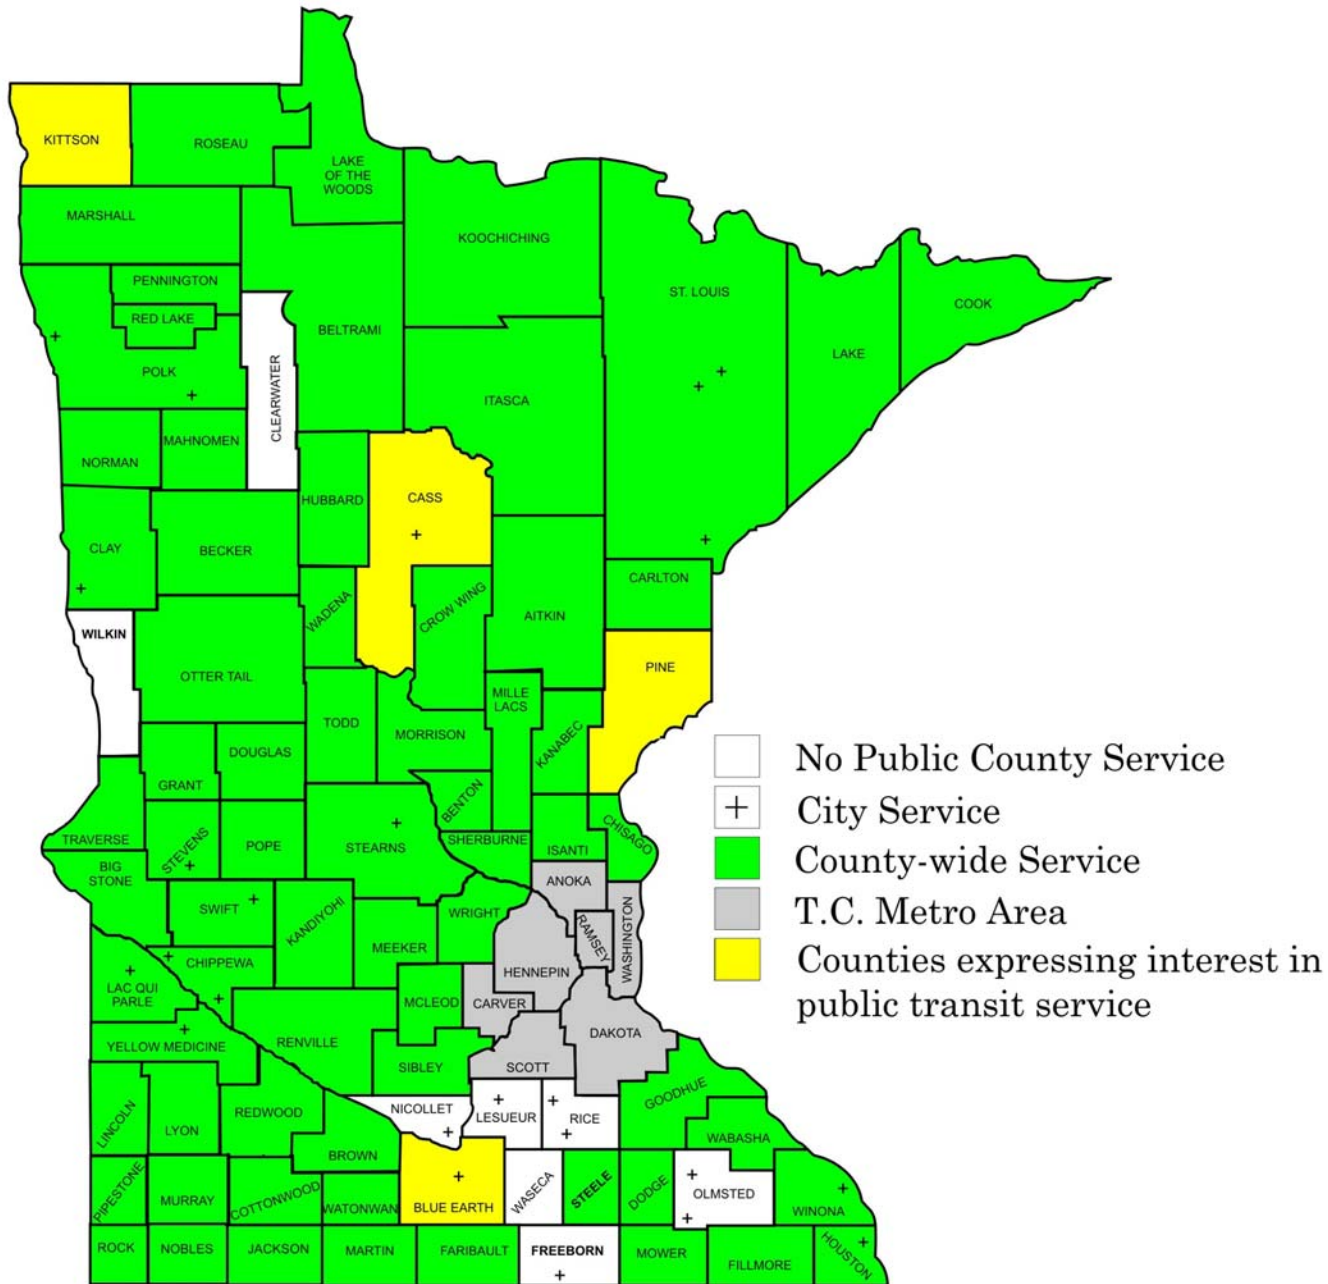 KITTSON
ROSEAU
LAKE
OF THE
WOODS
MARSHALL
KOOCHICHING
ST. LOUIS
PENNINGTON
COOK
RED LAKE
BELTRAMI
LAKE
POLK
CLEARWATER
ITASCA
MAHNOMEN
NORMAN
HUBBARD
CASS
CLAY
BECKER
CARLTON
WADENA
CROW WING
AITKIN
WILKIN
PINE
OTTER TAIL
MILLE
LACS
TODD
MORRISON
KANABEC
DOUGLAS
GRANT
BENTON
No Public County Service
+ City Service
County-wide Service
T.C. Metro Area
Counties expressing interest in
public transit service
TRAVERSE
STEVENS
POPE
STEARNS
SHERBURNE
ISANTI
CHISAGO
BIG
STONE
ANOKA
SWIFT
KANDIYOHI
WRIGHT
RAMSEY
WASHINGTON
MEEKER
CHIPPEWA
HENNEPIN
LAC QUI
PARLE
MCLEOD
CARVER
DAKOTA
YELLOW MEDICINE
RENVILLE
SIBLEY
SCOTT
GOODHUE
NICOLLET
LESUEUR
RICE
LINCOLN
LYON
REDWOOD
WABASHA
BROWN
PIPESTONE
MURRAY
COTTONWOOD
WATONWAN
BLUE EARTH
WASECA
STEELE
DODGE
OLMSTED
WINONA
ROCK
NOBLES
JACKSON
MARTIN
FARIBAULT
FREEBORN
MOWER
FILLMORE
HOUSTON